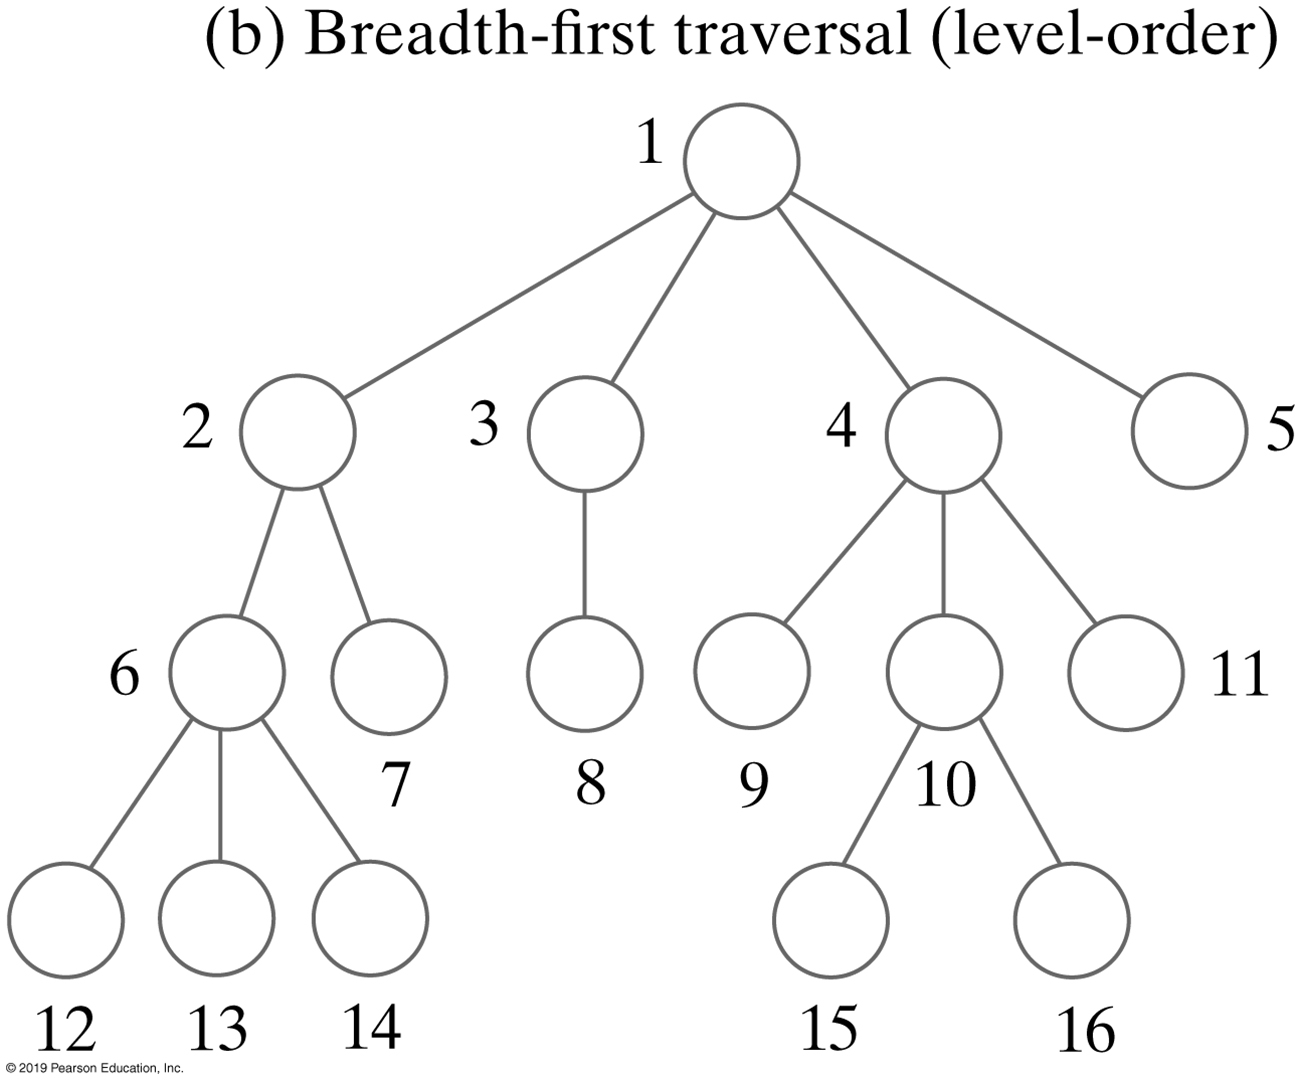 (b) Breadth-first traversal (level-order)
1
2 3 4 5
6 11
7 8 9 10
12 13 14 15 16
© 2019 Pearson Education, Inc.